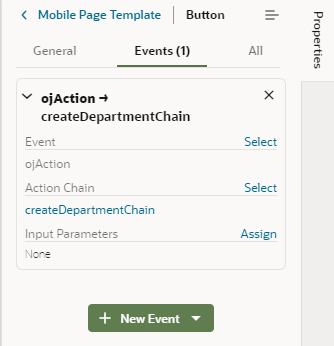 Mobile Page Template Button
General Events (1) All
ojAction →
createDepartmentChain
Event Select
ojAction
Action Chain Select
createDepartmentChain
Input Parameters Assign
None
+ New Event
Properties